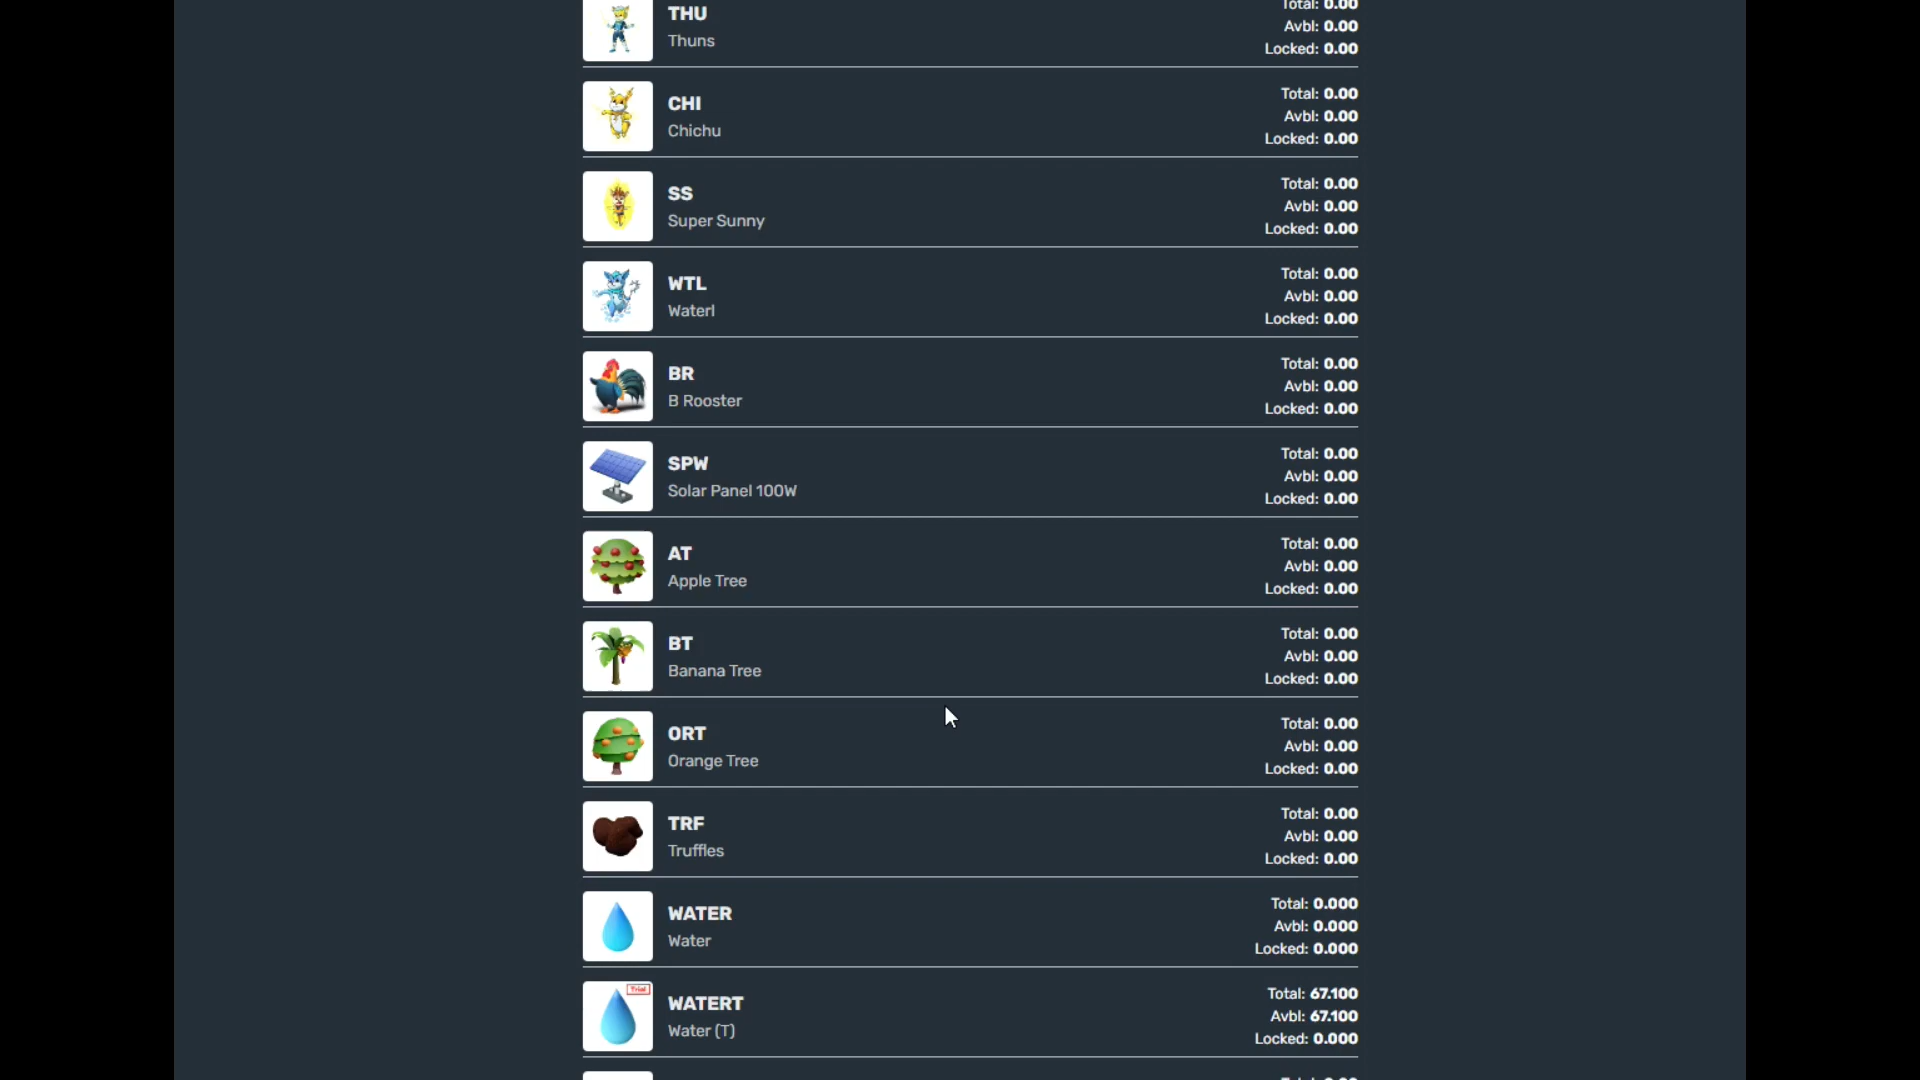 THU
Thuns
Total: 0.00
Avbl: 0.00
Locked: 0.00
CHI
Chichu
Total: 0.00
Avbl: 0.00
Locked: 0.00
SS
Super Sunny
Total: 0.00
Avbl: 0.00
Locked: 0.00
WTL
Waterl
Total: 0.00
Avbl: 0.00
Locked: 0.00
BR
B Rooster
Total: 0.00
Avbl: 0.00
Locked: 0.00
SPW
Solar Panel 100W
Total: 0.00
Avbl: 0.00
Locked: 0.00
AT
Apple Tree
Total: 0.00
Avbl: 0.00
Locked: 0.00
BT
Banana Tree
Total: 0.00
Avbl: 0.00
Locked: 0.00
ORT
Orange Tree
Total: 0.00
Avbl: 0.00
Locked: 0.00
TRF
Truffles
Total: 0.00
Avbl: 0.00
Locked: 0.00
WATER
Water
Total: 0.000
Avbl: 0.000
Locked: 0.000
Trial
WATERT
Water (T)
Total: 67.100
Avbl: 67.100
Locked: 0.000